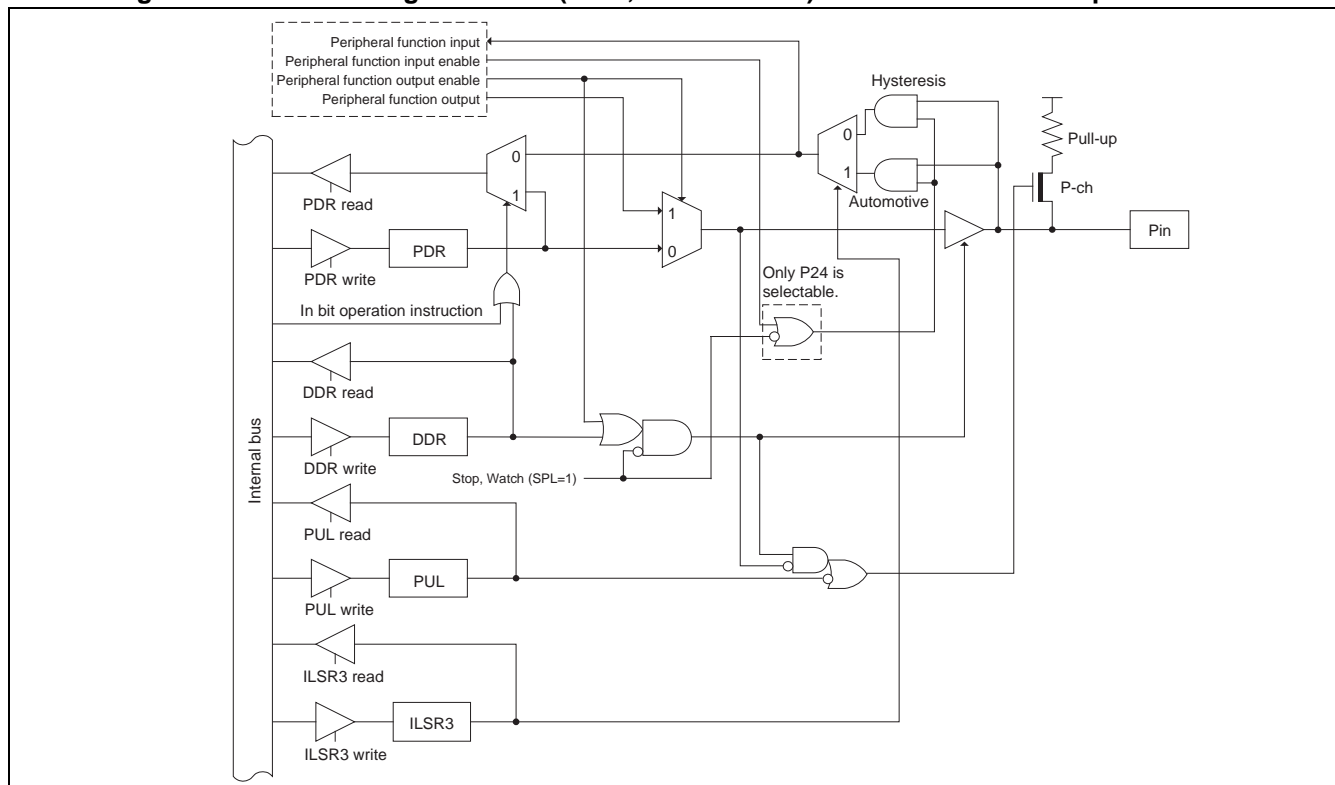 Peripheral function input
Peripheral function input enable
Peripheral function output enable
Peripheral function output
Hysteresis
0
1
Automotive
Pull-up
P-ch
Pin
0
1
PDR read
1
0
PDR
PDR write
Only P24 is
selectable.
In bit operation instruction
DDR read
DDR
DDR write
Stop, Watch (SPL=1)
Internal bus
PUL read
PUL
PUL write
ILSR3 read
ILSR3
ILSR3 write